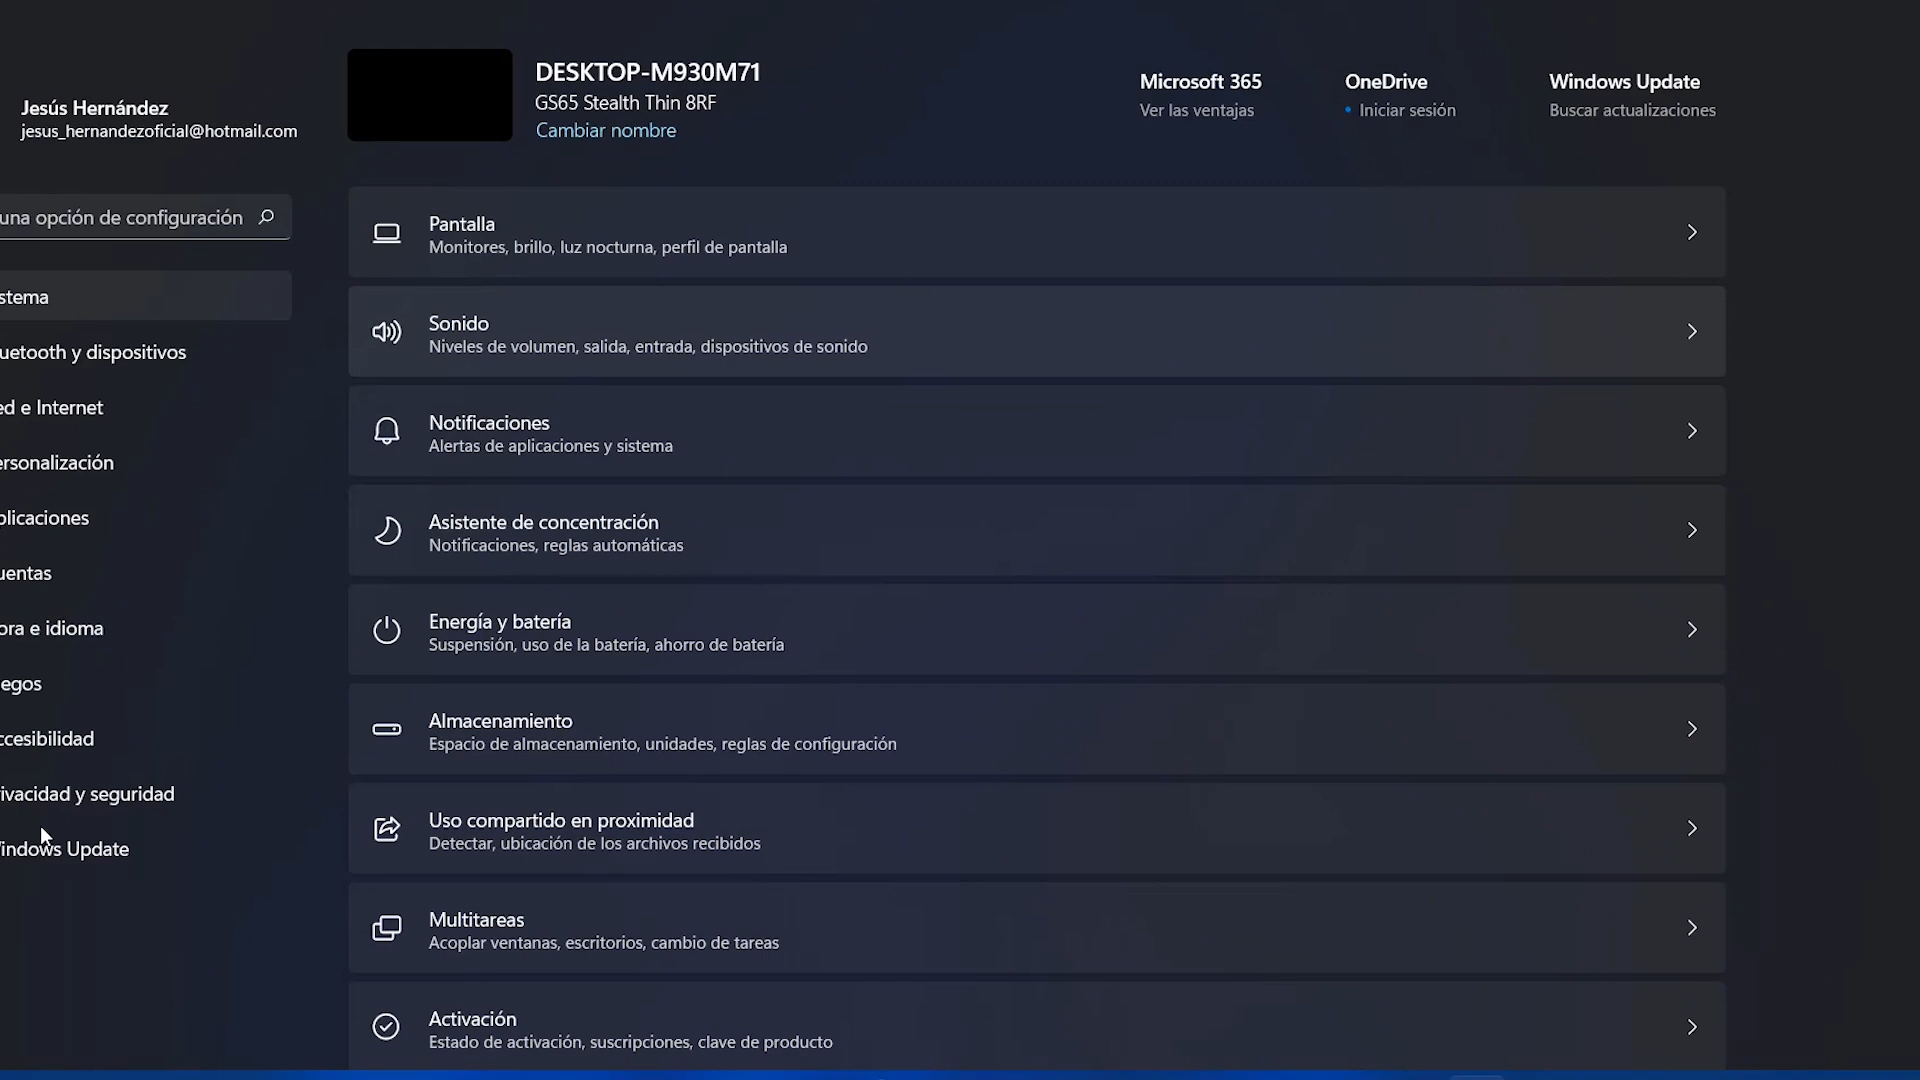 Jesús Hernández
jesus_hernandezoficial@hotmail.com
DESKTOP-M930M71
GS65 Stealth Thin 8RF
Cambiar nombre
Microsoft 365
Ver las ventajas
OneDrive
• Iniciar sesión
Windows Update
Buscar actualizaciones
una opción de configuración
stema
uetooth y dispositivos
ed e Internet
ersonalización
plicaciones
uentas
ora e idioma
egos
ccesibilidad
ivacidad y seguridad
indows Update
Pantalla
Monitores, brillo, luz nocturna, perfil de pantalla
Sonido
Niveles de volumen, salida, entrada, dispositivos de sonido
Notificaciones
Alertas de aplicaciones y sistema
Asistente de concentración
Notificaciones, reglas automáticas
Energía y batería
Suspensión, uso de la batería, ahorro de batería
Almacenamiento
Espacio de almacenamiento, unidades, reglas de configuración
Uso compartido en proximidad
Detectar, ubicación de los archivos recibidos
Multitareas
Acoplar ventanas, escritorios, cambio de tareas
Activación
Estado de activación, suscripciones, clave de producto